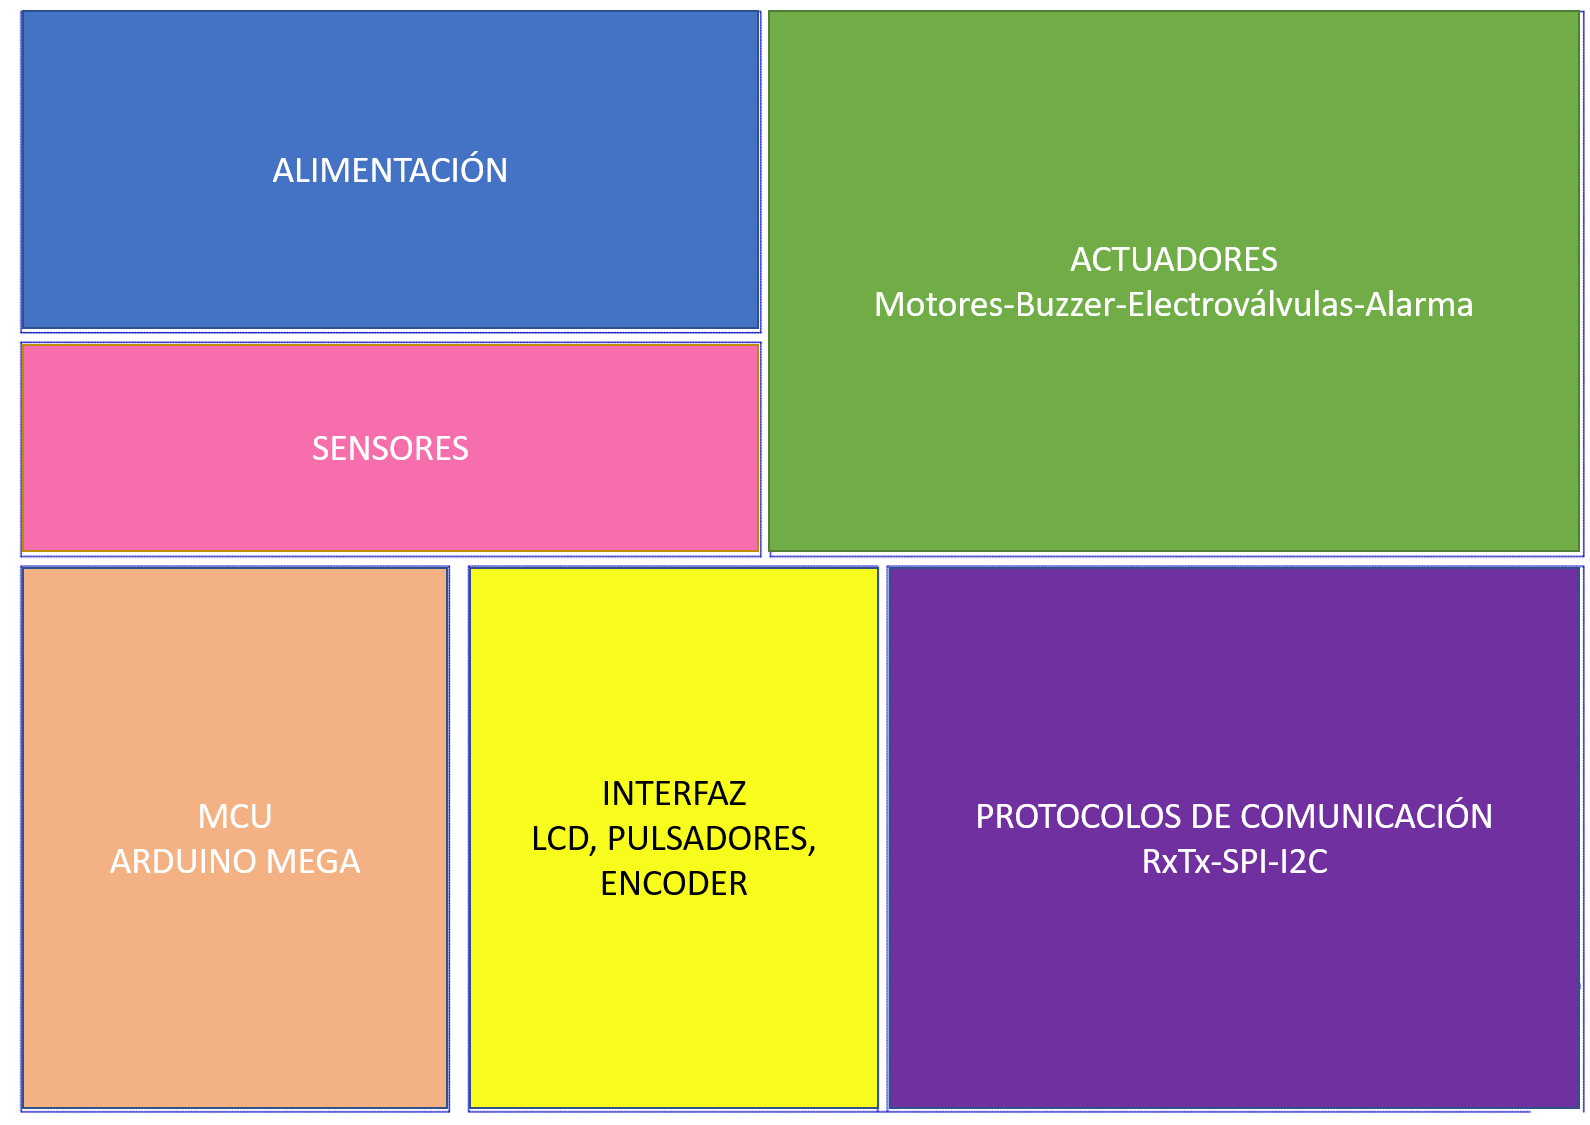 ALIMENTACIÓN
ACTUADORES
Motores-Buzzer-Electroválvulas-Alarma
SENSORES
MCU
ARDUINO MEGA
INTERFAZ
LCD, PULSADORES,
ENCODER
PROTOCOLOS DE COMUNICACIÓN
RxTx-SPI-I2C